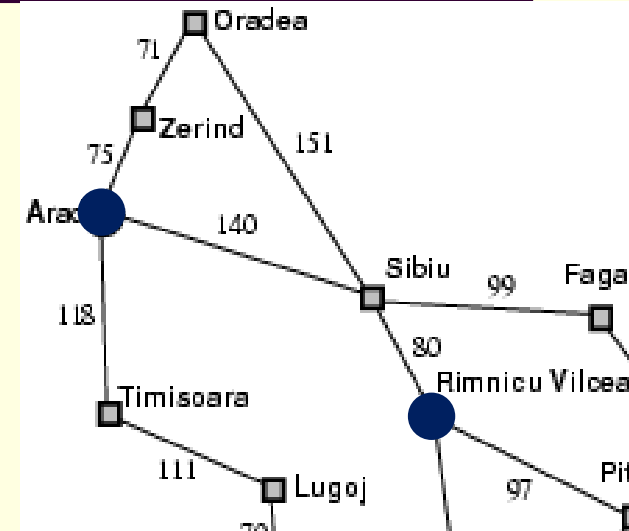 Oradea
71
Zerind
151
75
Arad
140
Sibiu
Faga
99
118
80
Rimnicu Vilcea
Timisoara
111
Lugoj
97
Pit
70